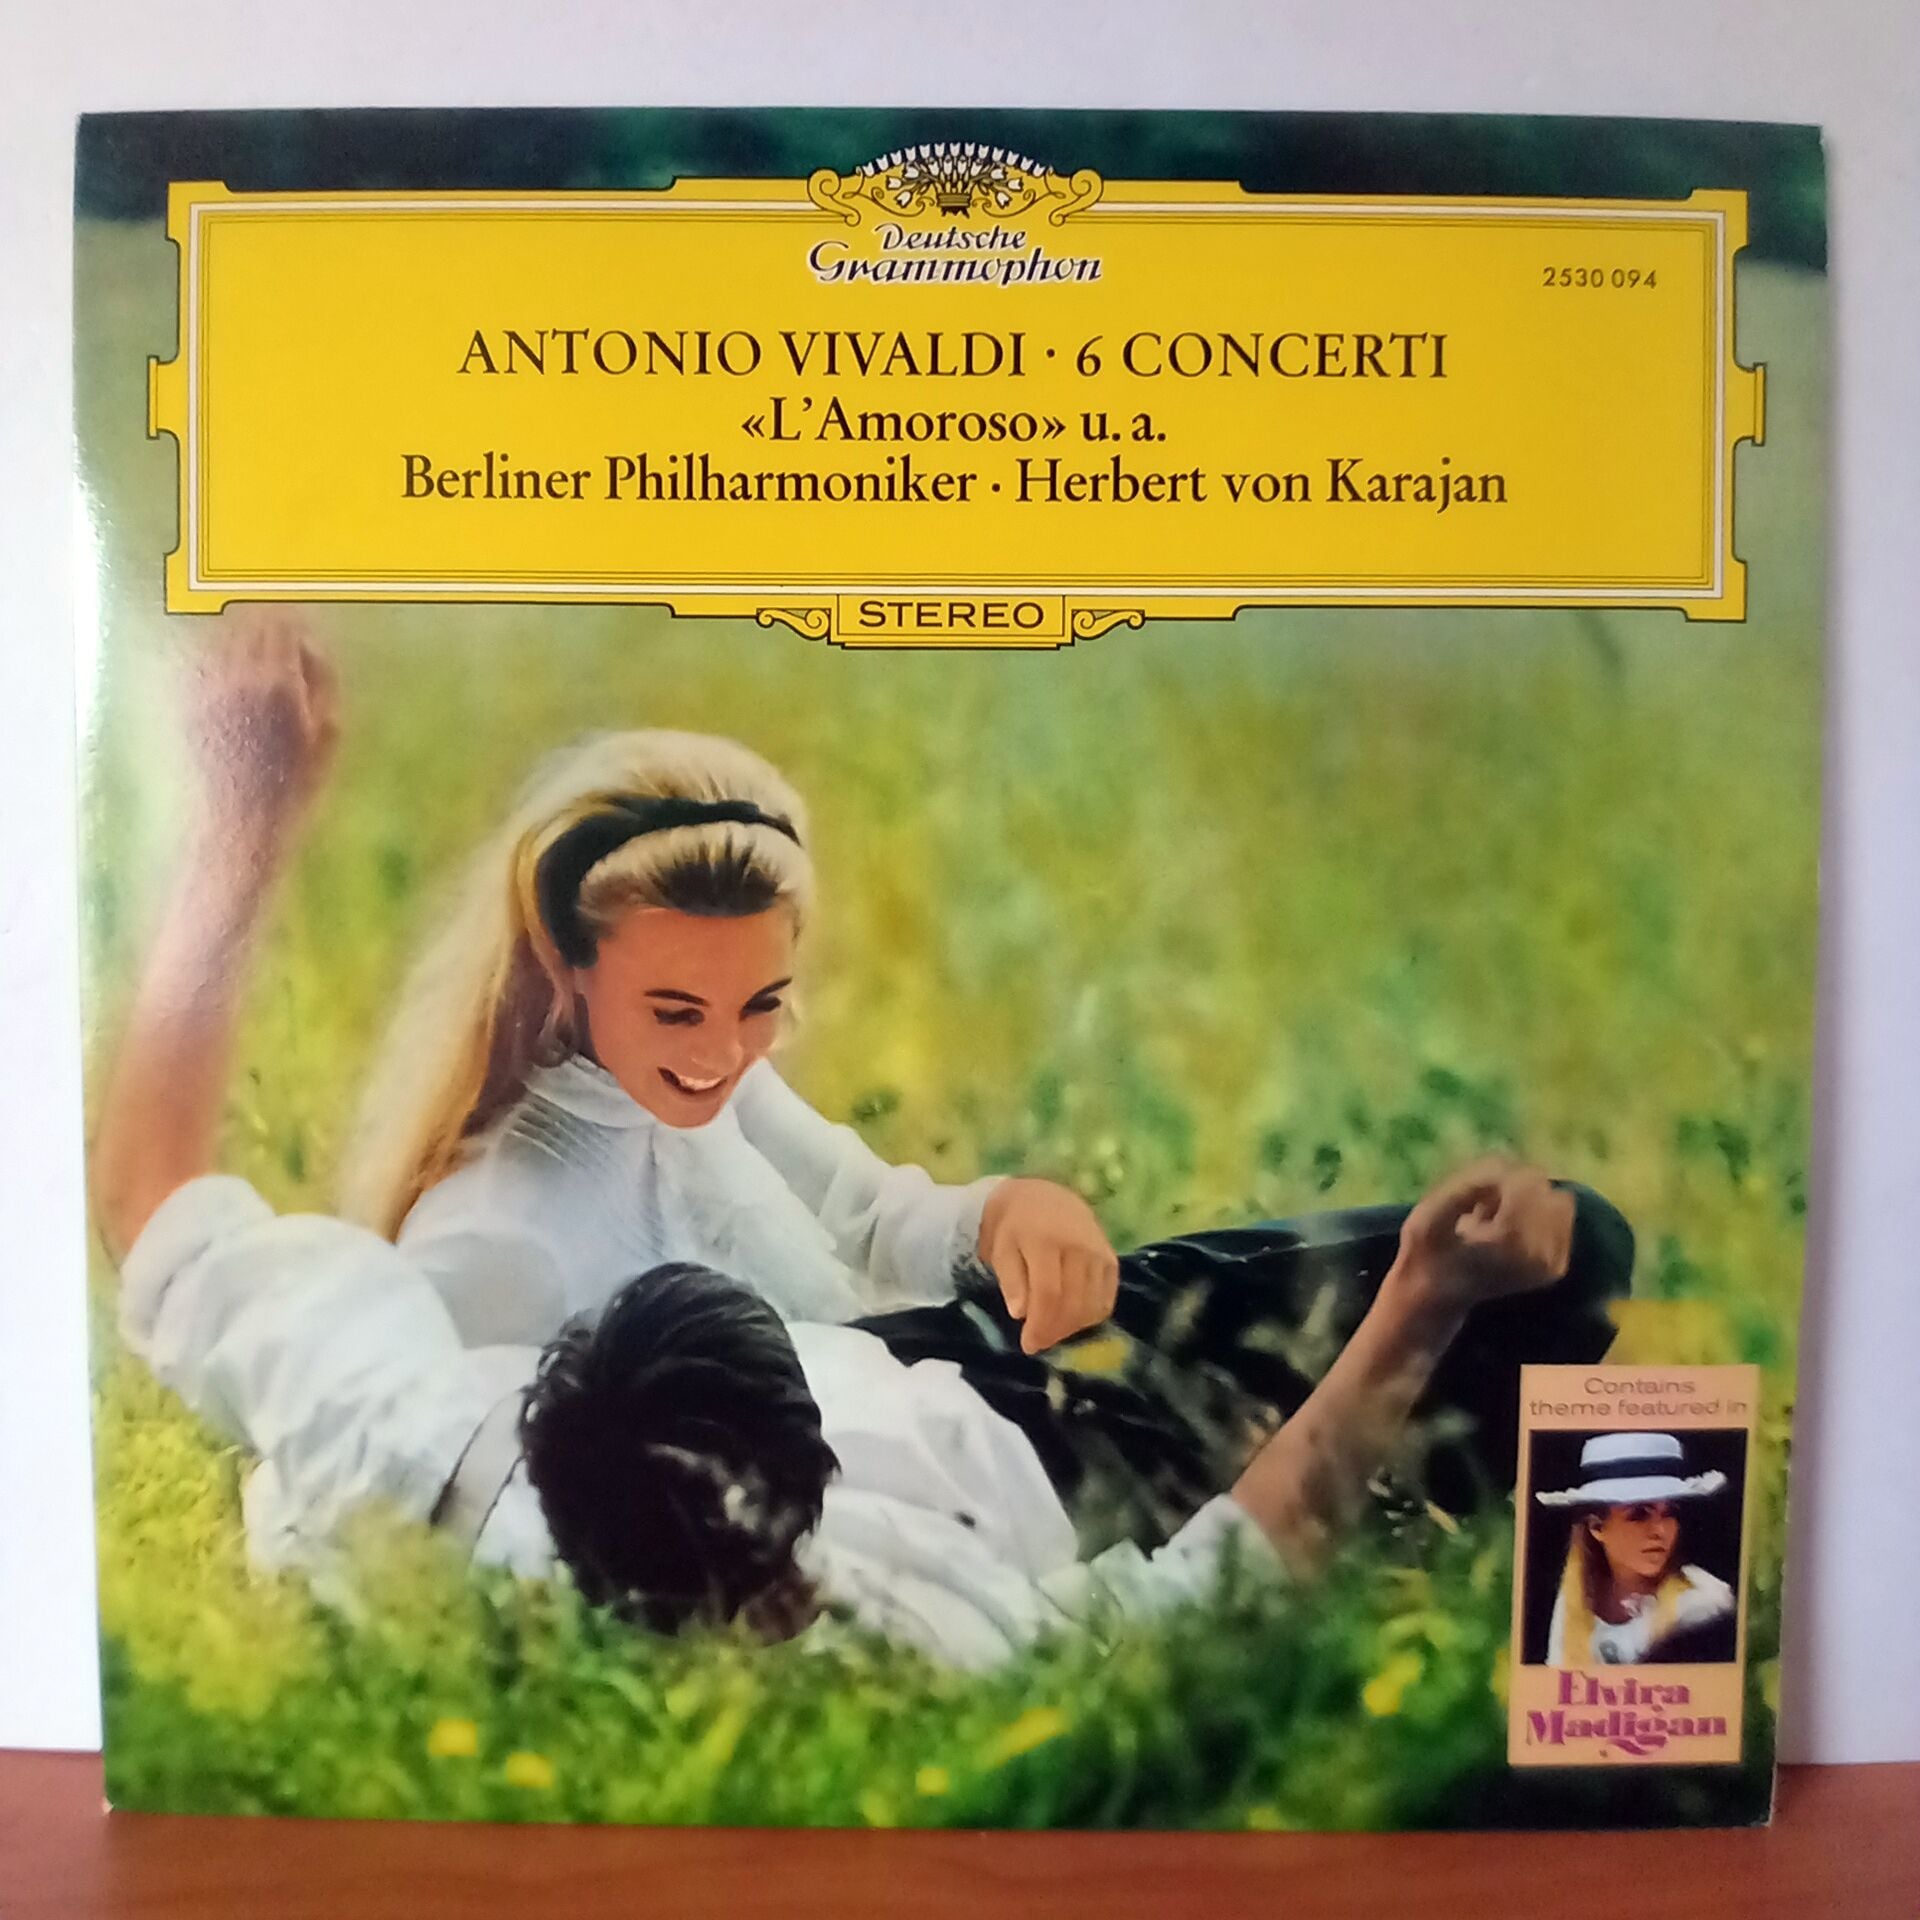 Deutsche
Grammophon
2530 094
ANTONIO VIVALDI · 6 CONCERTI
«L’Amoroso» u. a.
Berliner Philharmoniker · Herbert von Karajan
STEREO
Contains
theme featured in
Elvira
Madigan